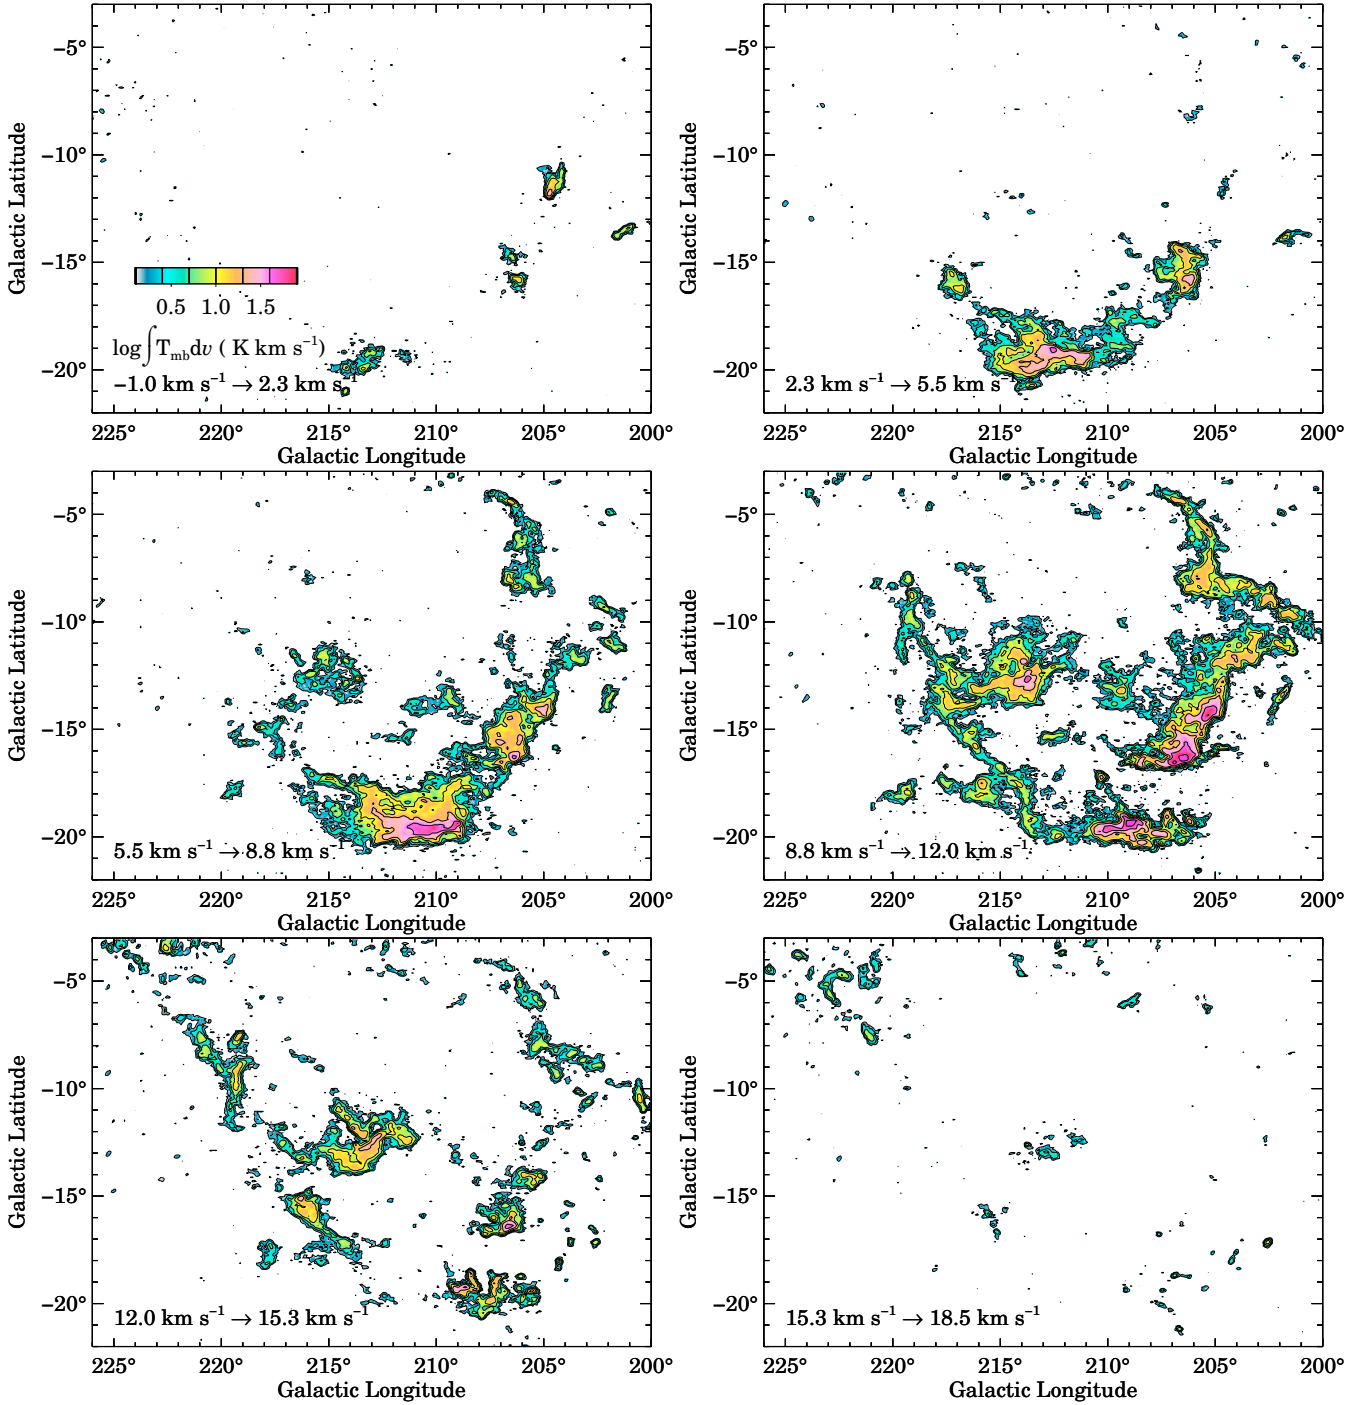 −5°
−10°
−15°
−20°
Galactic Latitude
0.5 1.0 1.5
log∫T_mb dv ( K km s⁻¹)
−1.0 km s⁻¹ → 2.3 km s⁻¹
225° 220° 215° 210° 205° 200°
Galactic Longitude
−5°
−10°
−15°
−20°
Galactic Latitude
2.3 km s⁻¹ → 5.5 km s⁻¹
225° 220° 215° 210° 205° 200°
Galactic Longitude
−5°
−10°
−15°
−20°
Galactic Latitude
5.5 km s⁻¹ → 8.8 km s⁻¹
225° 220° 215° 210° 205° 200°
Galactic Longitude
−5°
−10°
−15°
−20°
Galactic Latitude
8.8 km s⁻¹ → 12.0 km s⁻¹
225° 220° 215° 210° 205° 200°
Galactic Longitude
−5°
−10°
−15°
−20°
Galactic Latitude
12.0 km s⁻¹ → 15.3 km s⁻¹
225° 220° 215° 210° 205° 200°
Galactic Longitude
−5°
−10°
−15°
−20°
Galactic Latitude
15.3 km s⁻¹ → 18.5 km s⁻¹
225° 220° 215° 210° 205° 200°
Galactic Longitude